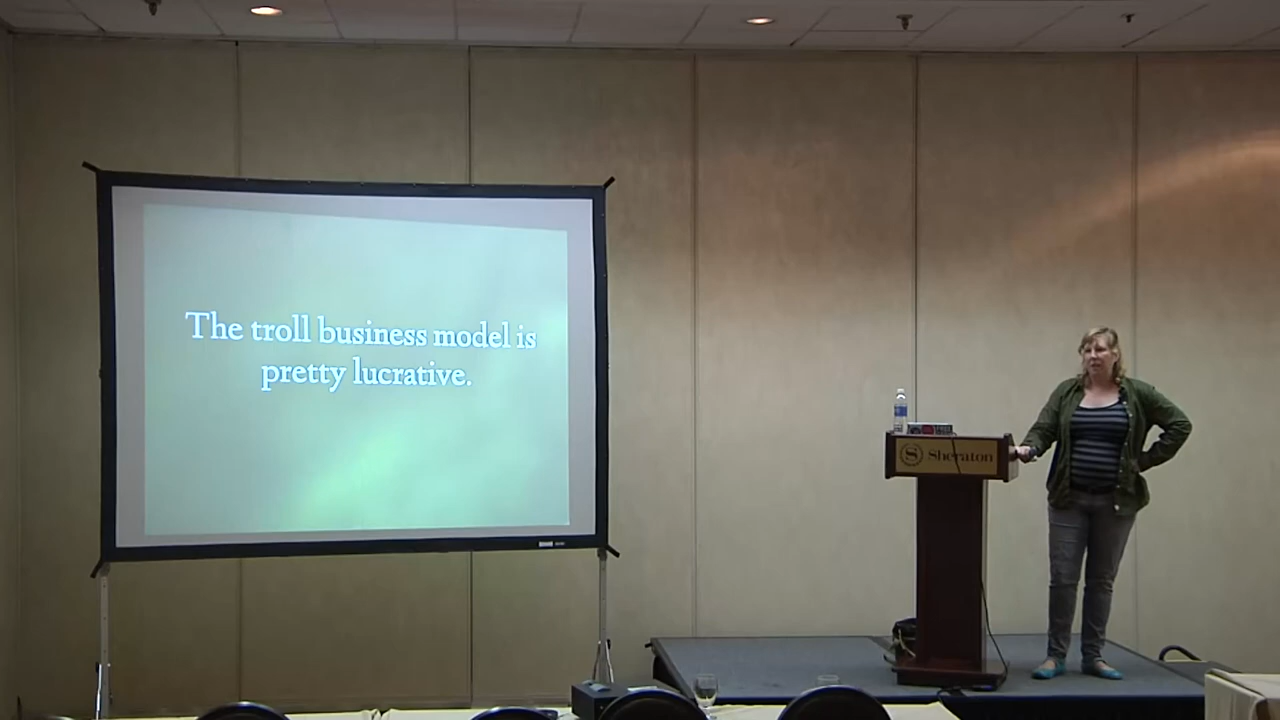 The troll business model is
pretty lucrative.
Sheraton